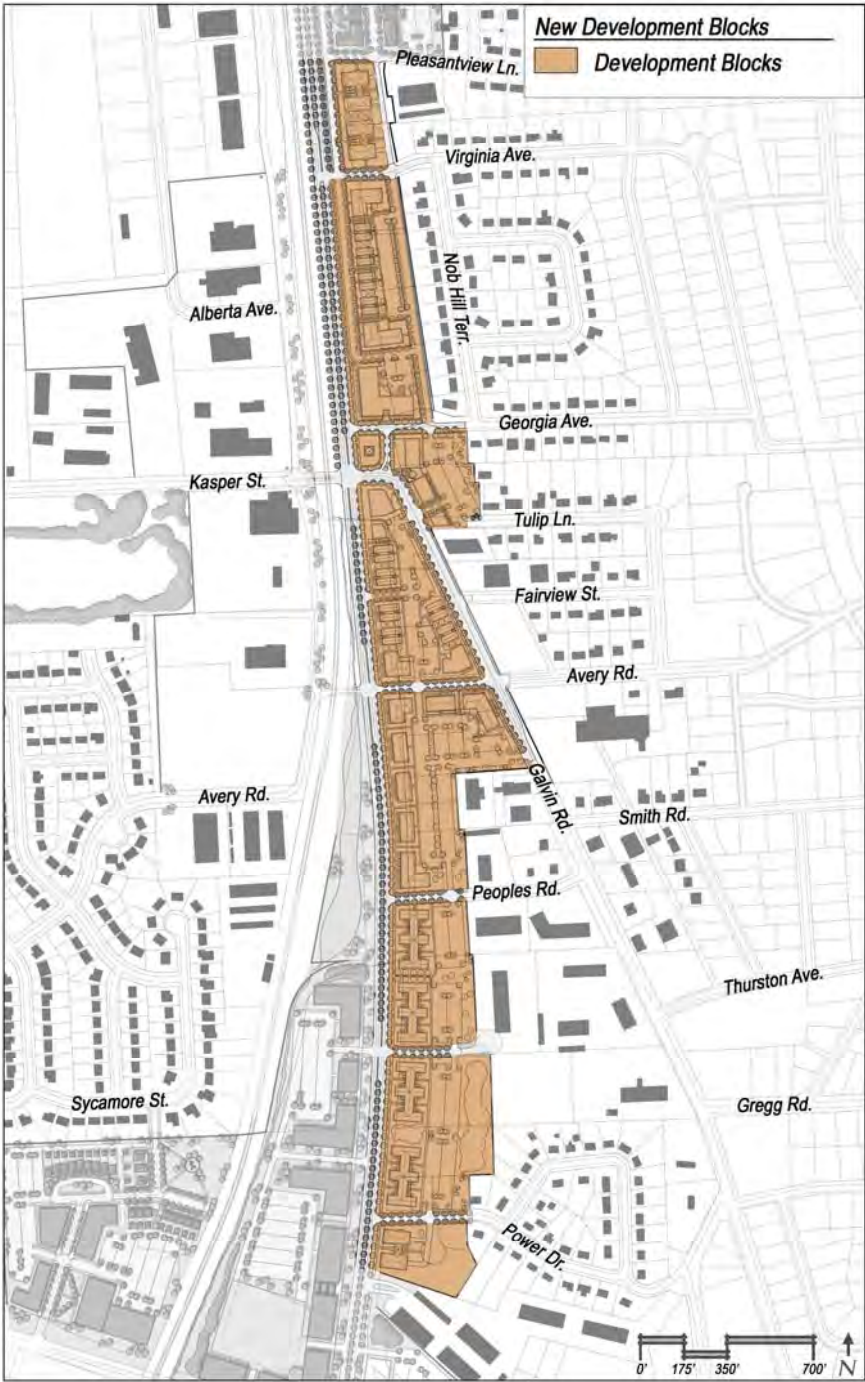 New Development Blocks
Development Blocks
Pleasantview Ln.
Virginia Ave.
Nob Hill Terr.
Alberta Ave.
Georgia Ave.
Kasper St.
Tulip Ln.
Fairview St.
Avery Rd.
Galvin Rd.
Avery Rd.
Smith Rd.
Peoples Rd.
Thurston Ave.
Sycamore St.
Gregg Rd.
Power Dr.
0' 175' 350' 700' N